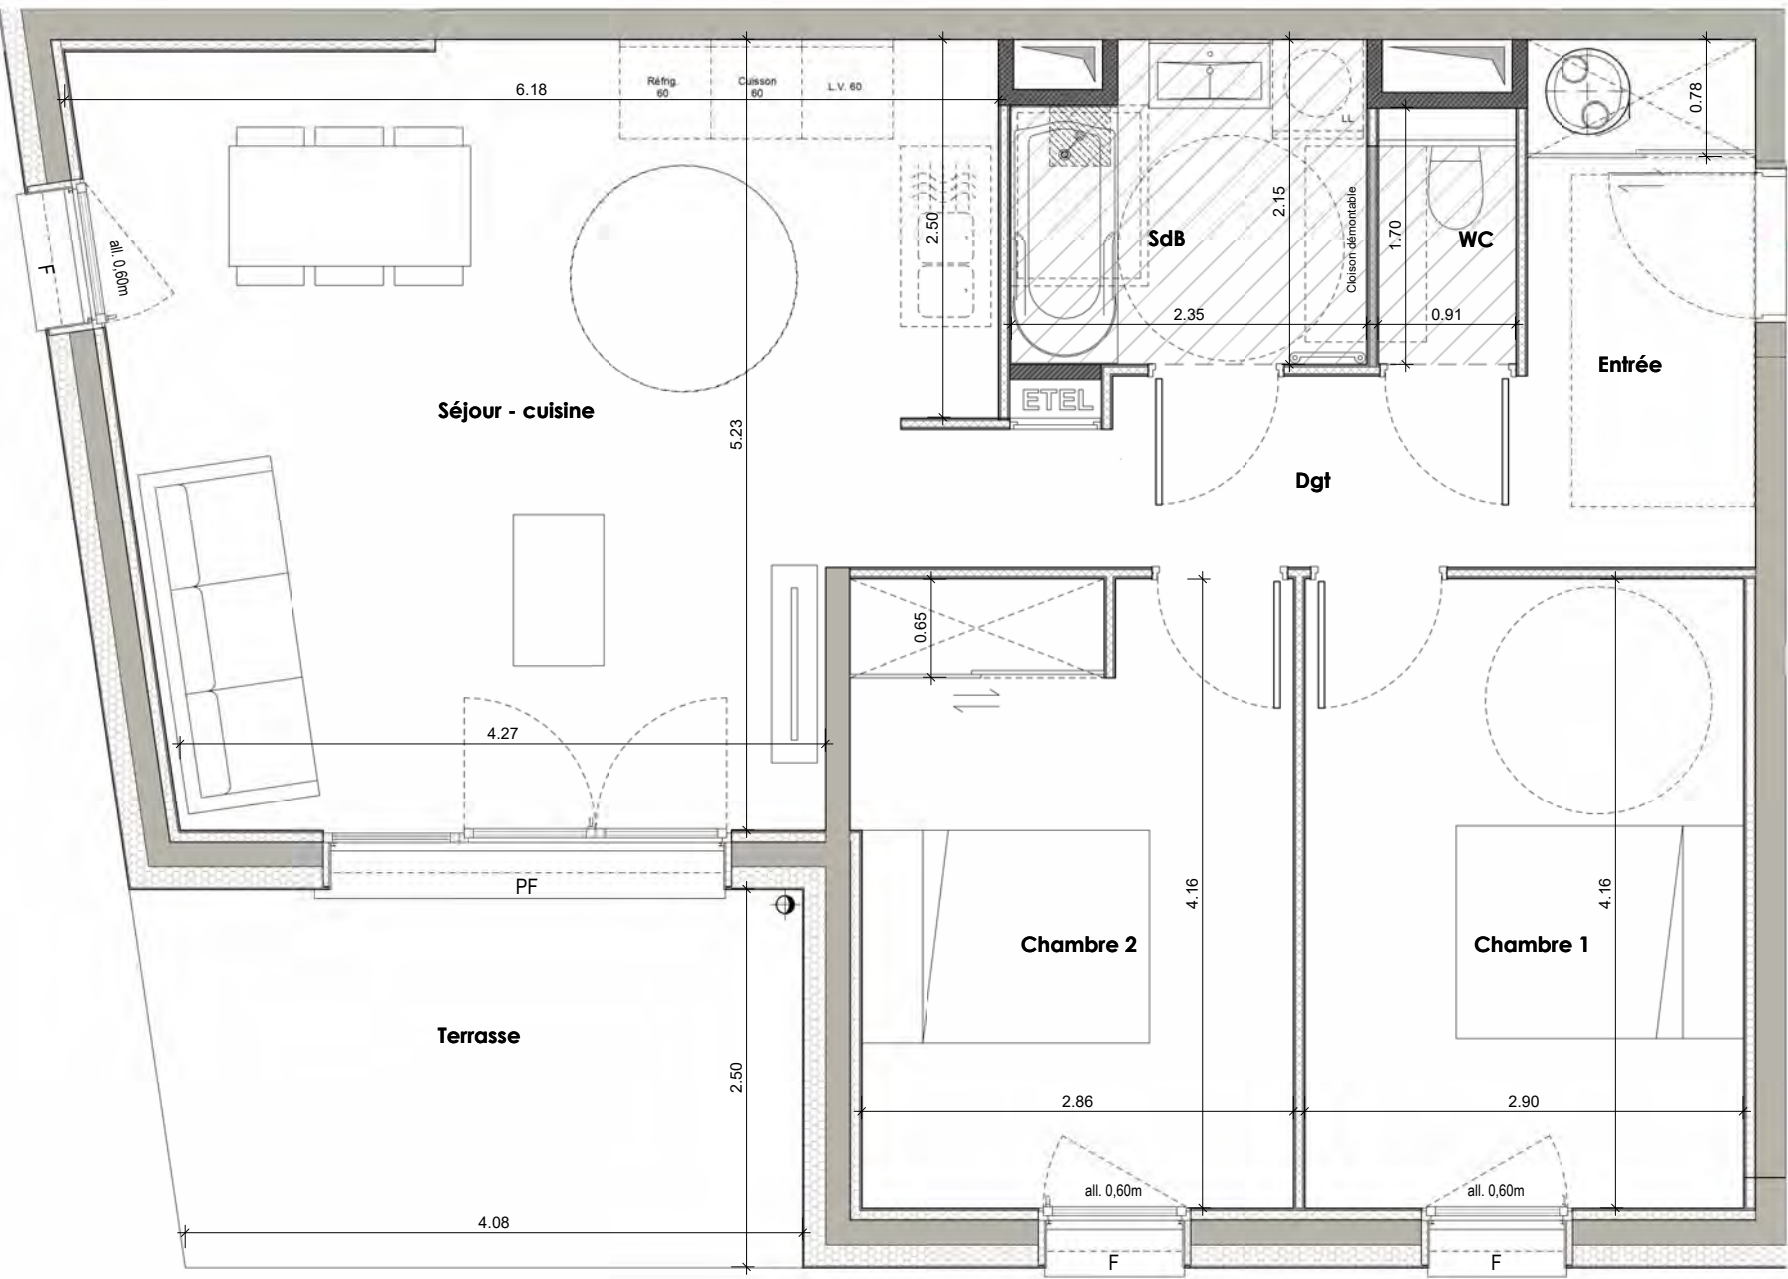 Réfrig.
60
Cuisson
60
L.V. 60
6.18
0.78
LL
2.15
Cloison démontable
1.70
2.50
SdB
WC
F
all. 0,60m
2.35
0.91
Entrée
ETEL
Séjour - cuisine
5.23
Dgt
0.65
4.27
PF
4.16
4.16
Chambre 2
Chambre 1
Terrasse
2.50
2.86
2.90
all. 0,60m
all. 0,60m
4.08
F
F